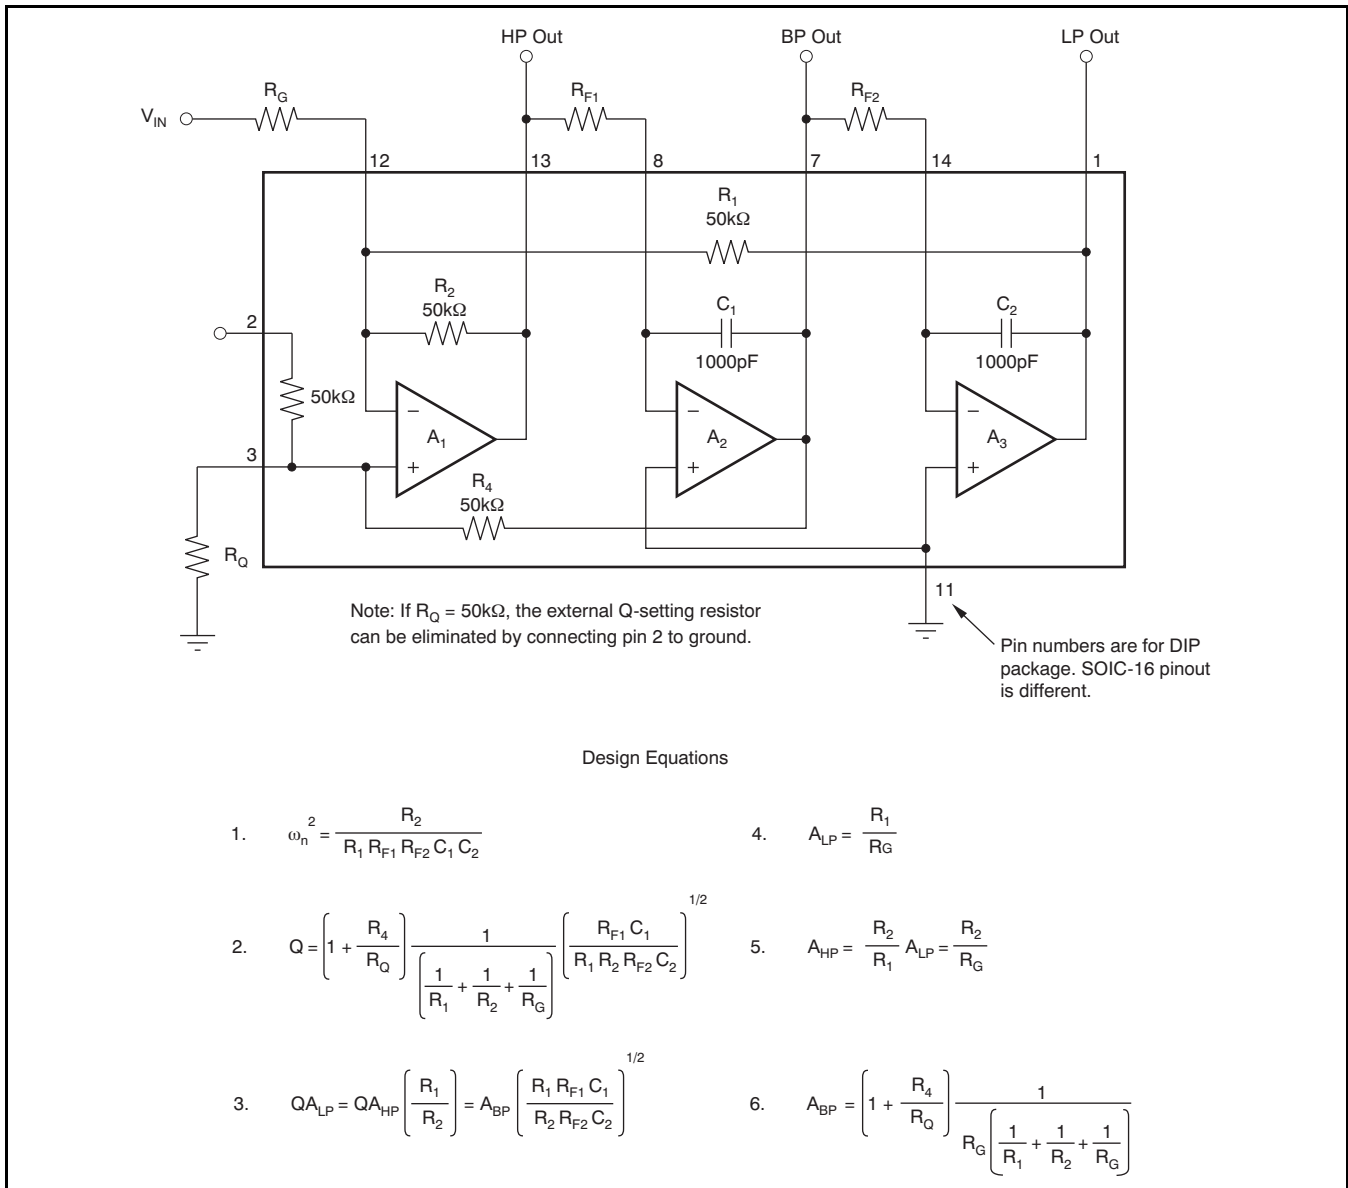 HP Out BP Out LP Out
R_G R_F1 R_F2
V_IN
12 13 8 7 14 1
R_1
50kΩ
R_2
50kΩ
C_1
1000pF
C_2
1000pF
2
50kΩ
− A_1 +
− A_2 +
− A_3 +
3
R_4
50kΩ
R_Q
11
Note: If R_Q = 50kΩ, the external Q-setting resistor
can be eliminated by connecting pin 2 to ground.
Pin numbers are for DIP
package. SOIC-16 pinout
is different.
Design Equations
1. ω_n^2 = R_2 / (R_1 R_F1 R_F2 C_1 C_2)
4. A_LP = R_1 / RG
2. Q = [1 + R_4 / R_Q] 1 / [1/R_1 + 1/R_2 + 1/R_G] [R_F1 C_1 / (R_1 R_2 R_F2 C_2)]^1/2
5. A_HP = R_2 / R_1 A_LP = R_2 / R_G
3. QA_LP = QA_HP [R_1 / R_2] = A_BP [R_1 R_F1 C_1 / (R_2 R_F2 C_2)]^1/2
6. A_BP = [1 + R_4 / R_Q] 1 / (R_G [1/R_1 + 1/R_2 + 1/R_G])